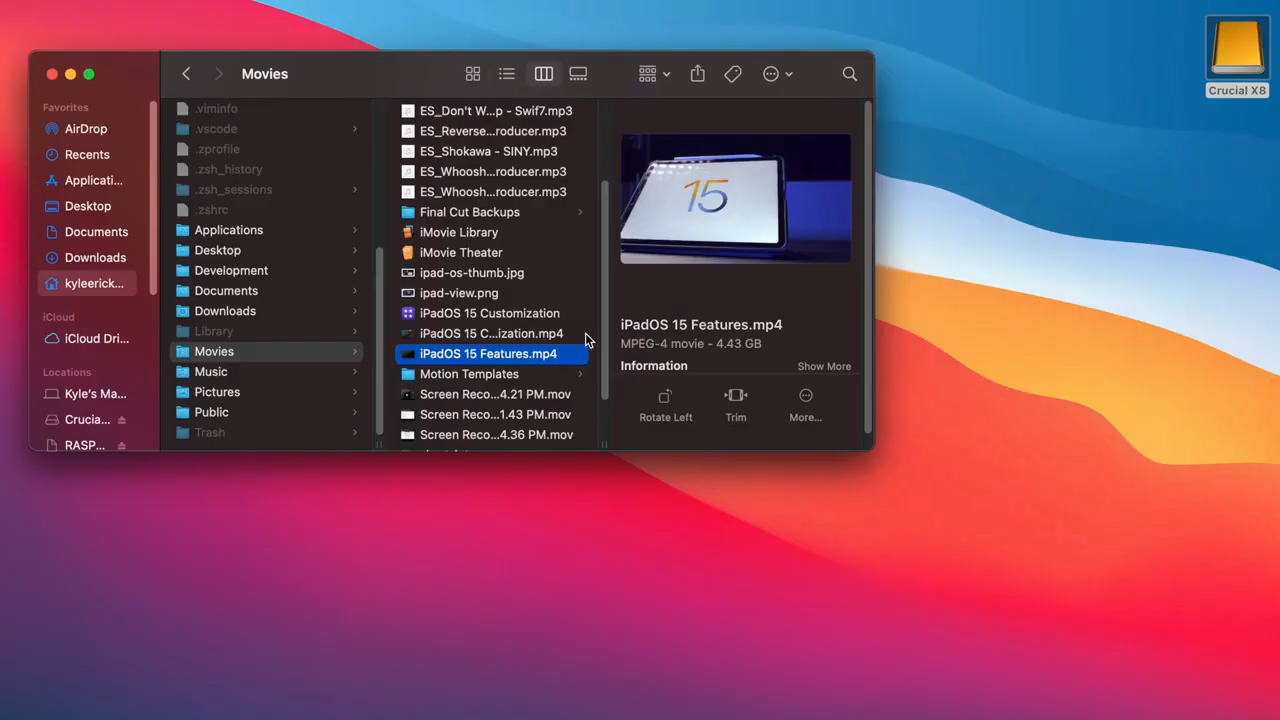 Movies
Crucial X8
Favorites
AirDrop
Recents
Applicati...
Desktop
Documents
Downloads
kyleerick...
iCloud
iCloud Dri...
Locations
Kyle's Ma...
Crucia...
RASP...
.viminfo
.vscode
.zprofile
.zsh_history
.zsh_sessions
.zshrc
Applications
Desktop
Development
Documents
Downloads
Library
Movies
Music
Pictures
Public
Trash
ES_Don't W...p - Swif7.mp3
ES_Reverse...roducer.mp3
ES_Shokawa - SINY.mp3
ES_Whoosh...roducer.mp3
ES_Whoosh...roducer.mp3
Final Cut Backups
iMovie Library
iMovie Theater
ipad-os-thumb.jpg
ipad-view.png
iPadOS 15 Customization
iPadOS 15 C...ization.mp4
iPadOS 15 Features.mp4
Motion Templates
Screen Reco...4.21 PM.mov
Screen Reco...1.43 PM.mov
Screen Reco...4.36 PM.mov
15
iPadOS 15 Features.mp4
MPEG-4 movie - 4.43 GB
Information Show More
Rotate Left Trim More...